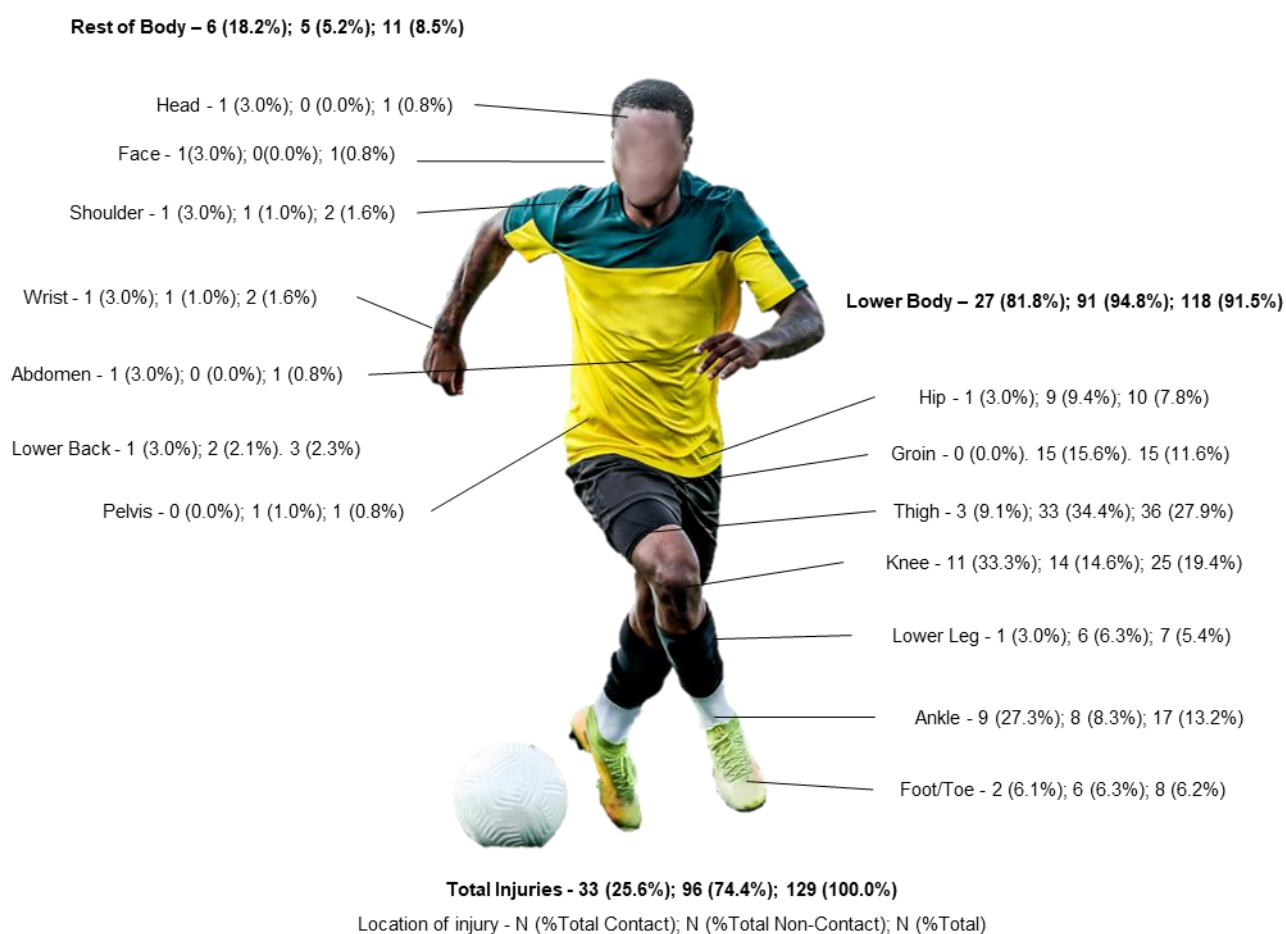 Rest of Body – 6 (18.2%); 5 (5.2%); 11 (8.5%)
Head - 1 (3.0%); 0 (0.0%); 1 (0.8%)
Face - 1(3.0%); 0(0.0%); 1(0.8%)
Shoulder - 1 (3.0%); 1 (1.0%); 2 (1.6%)
Wrist - 1 (3.0%); 1 (1.0%); 2 (1.6%)
Abdomen - 1 (3.0%); 0 (0.0%); 1 (0.8%)
Lower Back - 1 (3.0%); 2 (2.1%). 3 (2.3%)
Pelvis - 0 (0.0%); 1 (1.0%); 1 (0.8%)
Lower Body – 27 (81.8%); 91 (94.8%); 118 (91.5%)
Hip - 1 (3.0%); 9 (9.4%); 10 (7.8%)
Groin - 0 (0.0%). 15 (15.6%). 15 (11.6%)
Thigh - 3 (9.1%); 33 (34.4%); 36 (27.9%)
Knee - 11 (33.3%); 14 (14.6%); 25 (19.4%)
Lower Leg - 1 (3.0%); 6 (6.3%); 7 (5.4%)
Ankle - 9 (27.3%); 8 (8.3%); 17 (13.2%)
Foot/Toe - 2 (6.1%); 6 (6.3%); 8 (6.2%)
Total Injuries - 33 (25.6%); 96 (74.4%); 129 (100.0%)
Location of injury - N (%Total Contact); N (%Total Non-Contact); N (%Total)